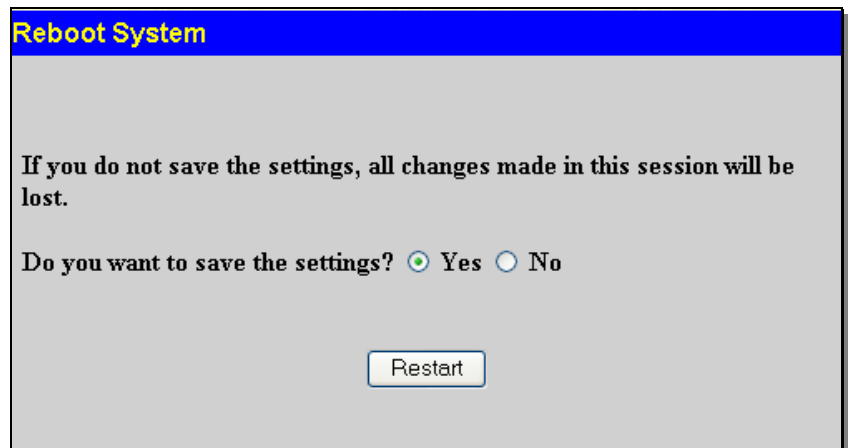 Reboot System
If you do not save the settings, all changes made in this session will be
lost.
Do you want to save the settings? Yes No
Restart